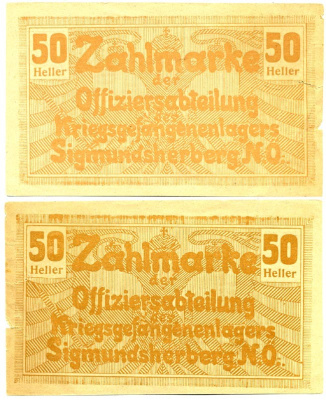 50 Heller Zahlmarke 50 Heller
der
Offiziersabteilung
des
Kriegsgefangenenlagers
Sigmundsherberg N.Ö.
50 Heller Zahlmarke 50 Heller
der
Offiziersabteilung
des
Kriegsgefangenenlagers
Sigmundsherberg N.Ö.